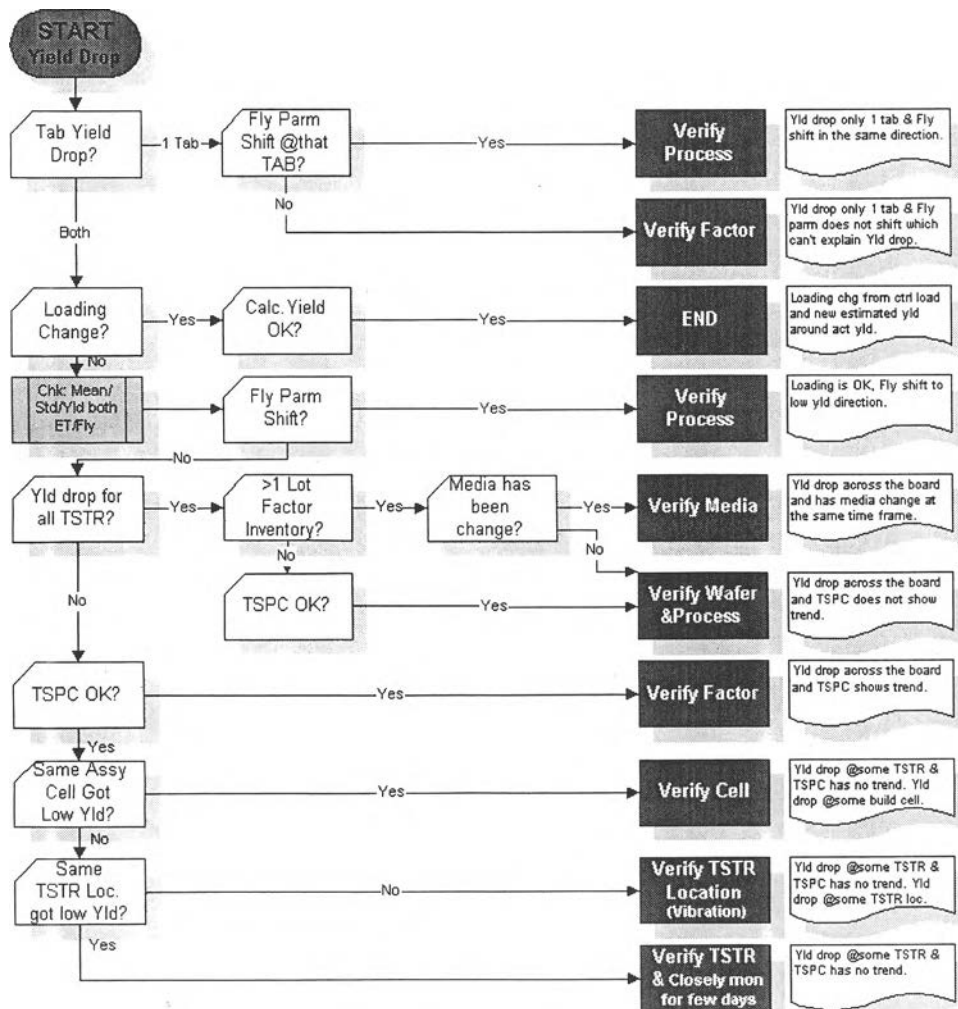 START
Yield Drop
Tab Yield
Drop?
1 Tab
Fly Parm
Shift @that
TAB?
Yes
Verify
Process
Yld drop only 1 tab & Fly
shift in the same direction.
No
Verify Factor
Yld drop only 1 tab & Fly
parm does not shift which
can't explain Yld drop.
Both
Loading
Change?
Yes
Calc. Yield
OK?
Yes
END
Loading chg from ctrl load
and new estimated yld
around act yld.
No
Chk: Mean/
Std/Yld both
ET/Fly
Fly Parm
Shift?
Yes
Verify
Process
Loading is OK, Fly shift to
low yld direction.
No
Yld drop for
all TSTR?
Yes
>1 Lot
Factor
Inventory?
Yes
Media has
been
change?
Yes
Verify Media
Yld drop across the board
and has media change at
the same time frame.
No
No
No
TSPC OK?
Yes
Verify Wafer
&Process
Yld drop across the board
and TSPC does not show
trend.
TSPC OK?
Yes
Verify Factor
Yld drop across the board
and TSPC shows trend.
Yes
Same Assy
Cell Got
Low Yld?
Yes
Verify Cell
Yld drop @some TSTR &
TSPC has no trend. Yld
drop @some build cell.
No
Same
TSTR Loc.
got low Yld?
No
Verify TSTR
Location
(Vibration)
Yld drop @some TSTR &
TSPC has no trend. Yld
drop @some TSTR loc.
Yes
Verify TSTR
& Closely mon
for few days
Yld drop @some TSTR &
TSPC has no trend.